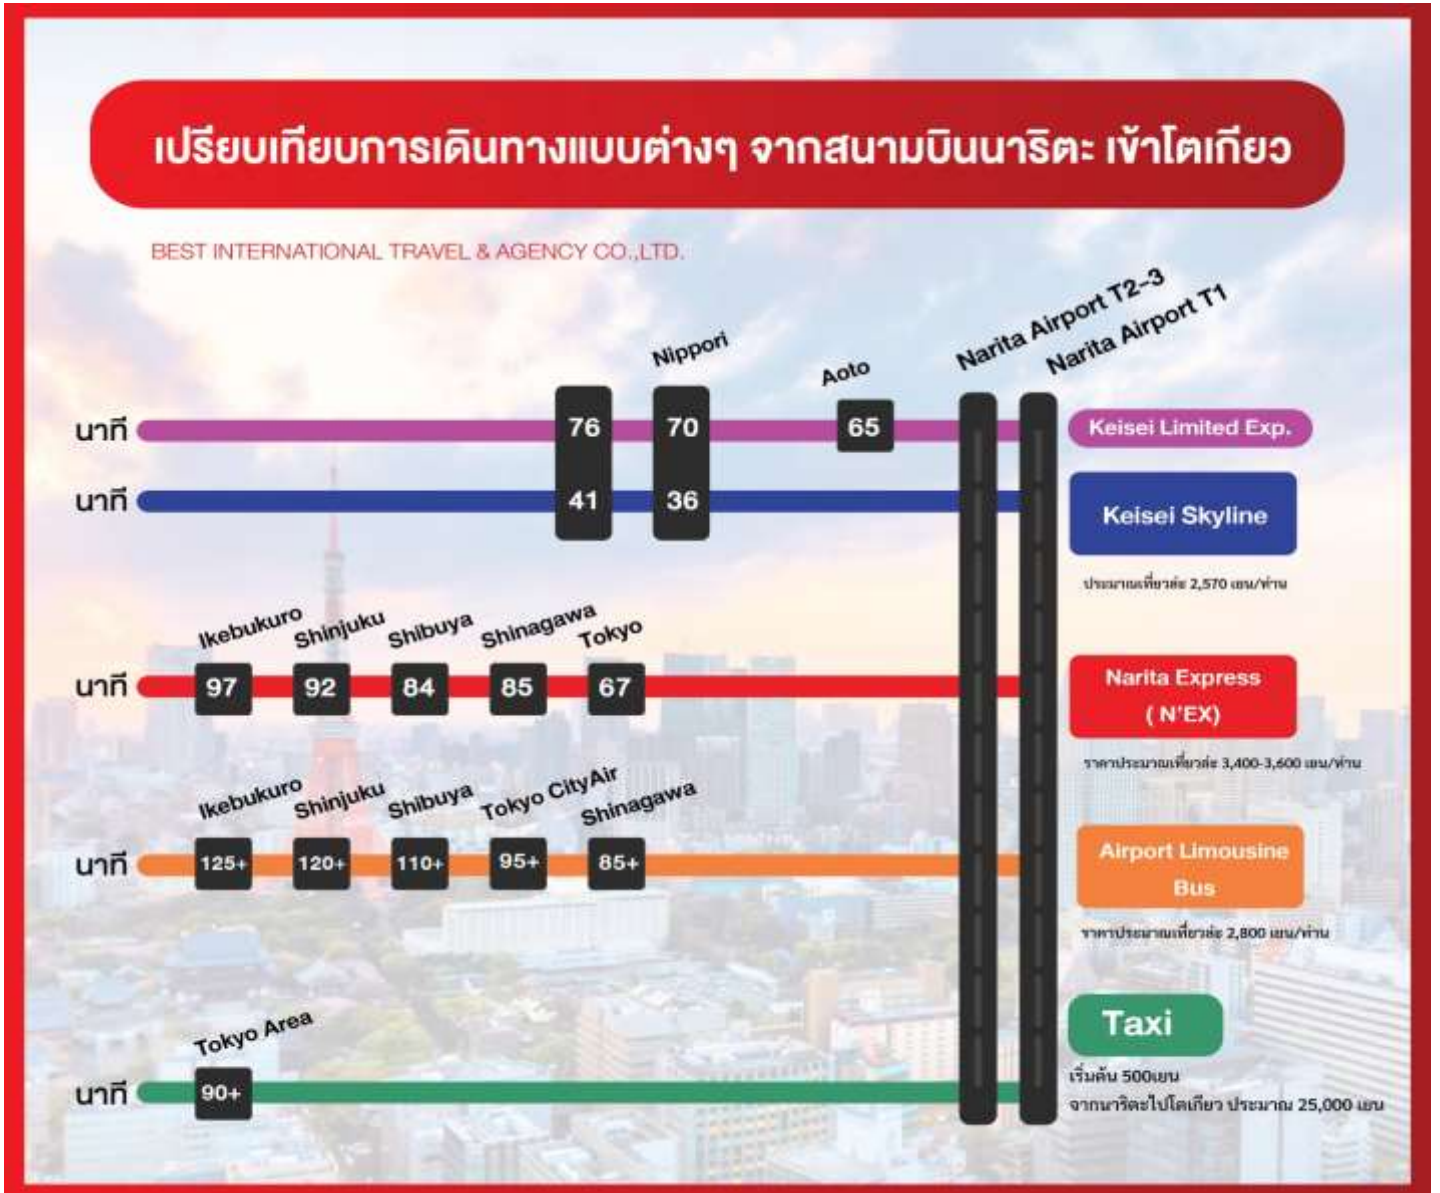 เปรียบเทียบการเดินทางแบบต่างๆ จากสนามบินนาริตะ เข้าโตเกียว
BEST INTERNATIONAL TRAVEL & AGENCY CO.,LTD.
Nippori
Aoto
Narita Airport T2-3
Narita Airport T1
นาที
76
70
65
Keisei Limited Exp.
นาที
41
36
Keisei Skyline
ประมาณเที่ยวล่ะ 2,570 เยน/ท่าน
Ikebukuro
Shinjuku
Shibuya
Shinagawa
Tokyo
นาที
97
92
84
85
67
Narita Express
( N'EX)
ราคาประมาณเที่ยวล่ะ 3,400-3,600 เยน/ท่าน
Ikebukuro
Shinjuku
Shibuya
Tokyo CityAir
Shinagawa
นาที
125+
120+
110+
95+
85+
Airport Limousine
Bus
ราคาประมาณเที่ยวล่ะ 2,800 เยน/ท่าน
Tokyo Area
นาที
90+
Taxi
เริ่มต้น 500เยน
จากนาริตะไปโตเกียว ประมาณ 25,000 เยน